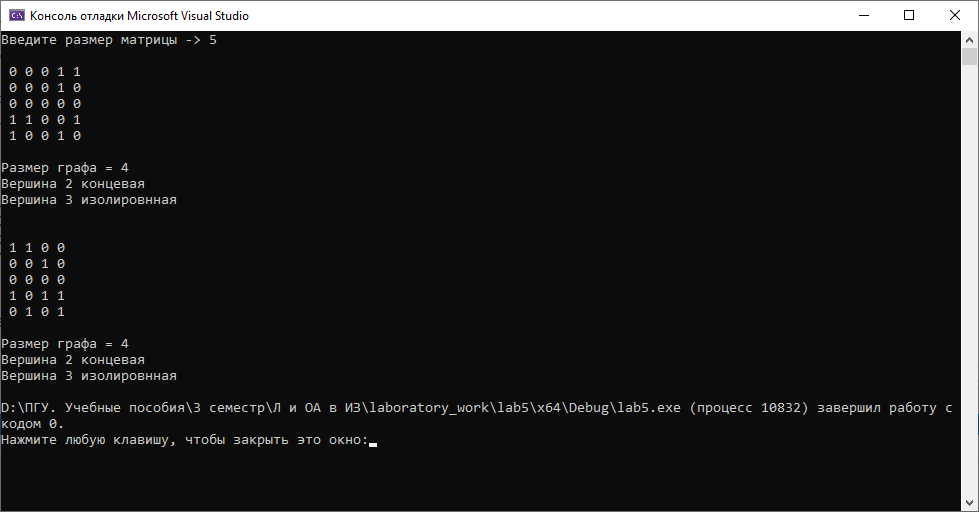 Консоль отладки Microsoft Visual Studio
Введите размер матрицы -> 5
0 0 0 1 1
0 0 0 1 0
0 0 0 0 0
1 1 0 0 1
1 0 0 1 0
Размер графа = 4
Вершина 2 концевая
Вершина 3 изолировнная
1 1 0 0
0 0 1 0
0 0 0 0
1 0 1 1
0 1 0 1
Размер графа = 4
Вершина 2 концевая
Вершина 3 изолировнная
D:\ПГУ. Учебные пособия\3 семестр\Л и ОА в ИЗ\laboratory_work\lab5\x64\Debug\lab5.exe (процесс 10832) завершил работу с
кодом 0.
Нажмите любую клавишу, чтобы закрыть это окно: